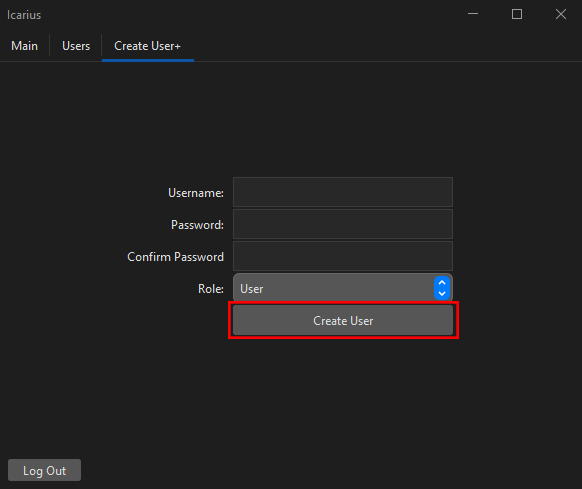 Icarius
Main Users Create User+
Username:
Password:
Confirm Password
Role: User
Create User
Log Out